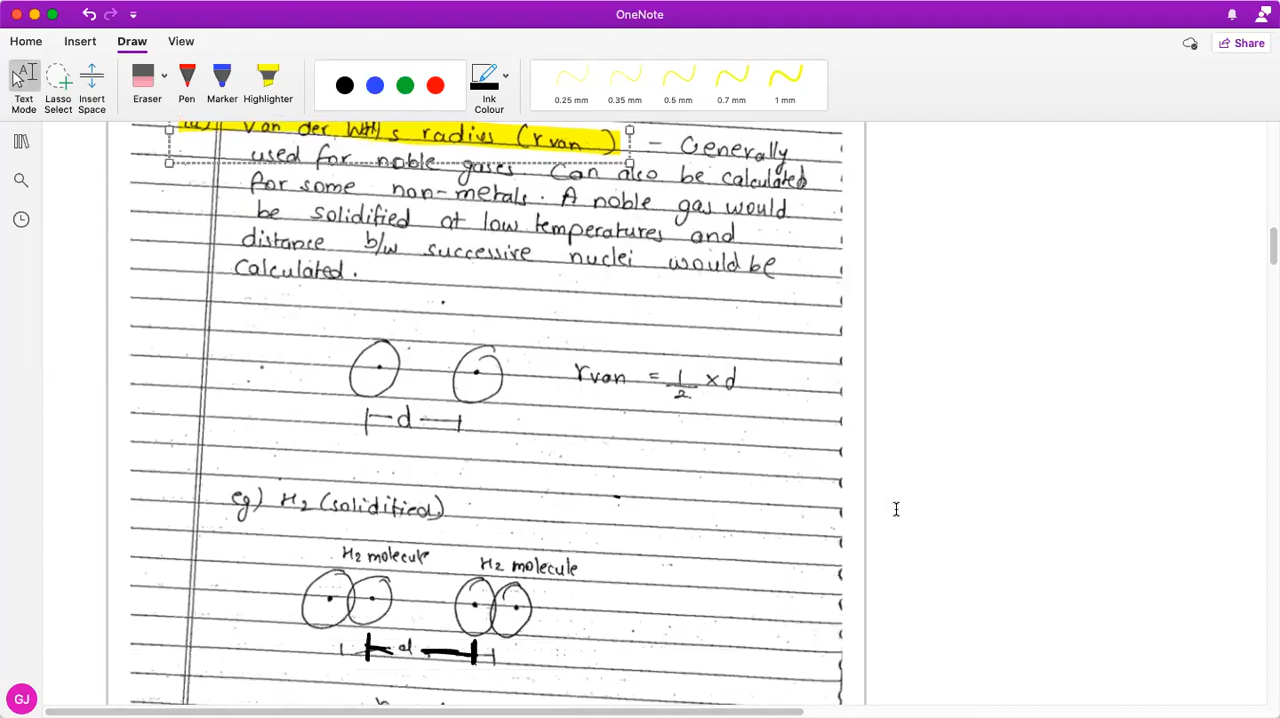 OneNote
Home
Insert
Draw
View
Share
Text Mode
Lasso Select
Insert Space
Eraser
Pen
Marker
Highlighter
Ink Colour
0.25 mm
0.35 mm
0.5 mm
0.7 mm
1 mm
Van der s radius (rvan) - Generally
used for noble gases Can also be calculated
for some non-metals. A noble gas would
be solidified at low temperatures and
distance b/w successive nuclei would be
Calculated.
rvan = 1/2 × d
d
eg) H2 (solidified)
H2 molecule
H2 molecule
d
GJ